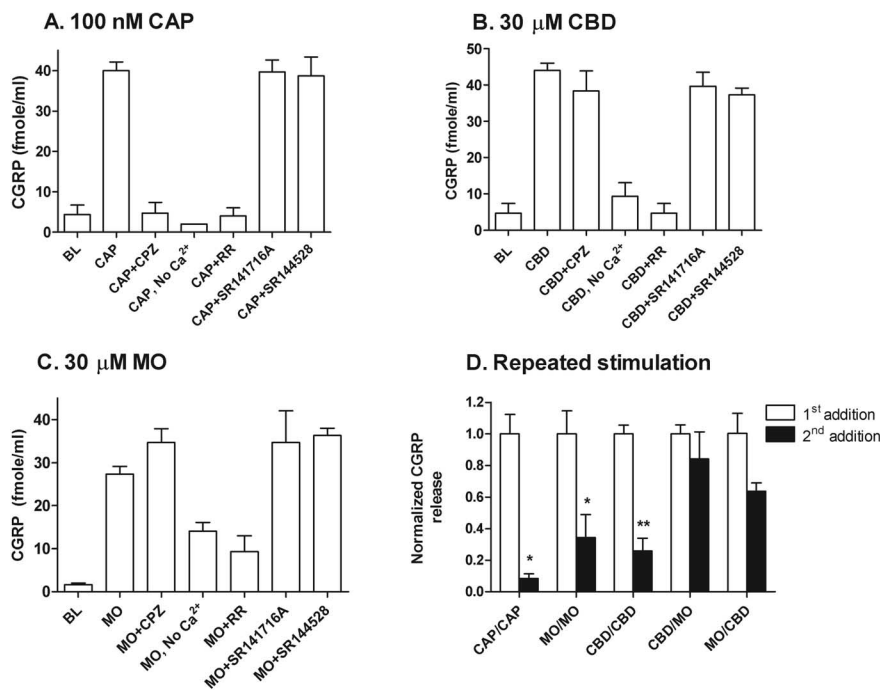 A. 100 nM CAP
CGRP (fmole/ml)
40
30
20
10
0
BL
CAP
CAP+CPZ
CAP, No Ca²⁺
CAP+RR
CAP+SR141716A
CAP+SR144528
B. 30 μM CBD
CGRP (fmole/ml)
50
40
30
20
10
0
BL
CBD
CBD+CPZ
CBD, No Ca²⁺
CBD+RR
CBD+SR141716A
CBD+SR144528
C. 30 μM MO
CGRP (fmole/ml)
40
30
20
10
0
BL
MO
MO+CPZ
MO, No Ca²⁺
MO+RR
MO+SR141716A
MO+SR144528
D. Repeated stimulation
1ˢᵗ addition
2ⁿᵈ addition
Normalized CGRP
release
1.2
1.0
0.8
0.6
0.4
0.2
0.0
*
*
**
CAP/CAP
MO/MO
CBD/CBD
CBD/MO
MO/CBD